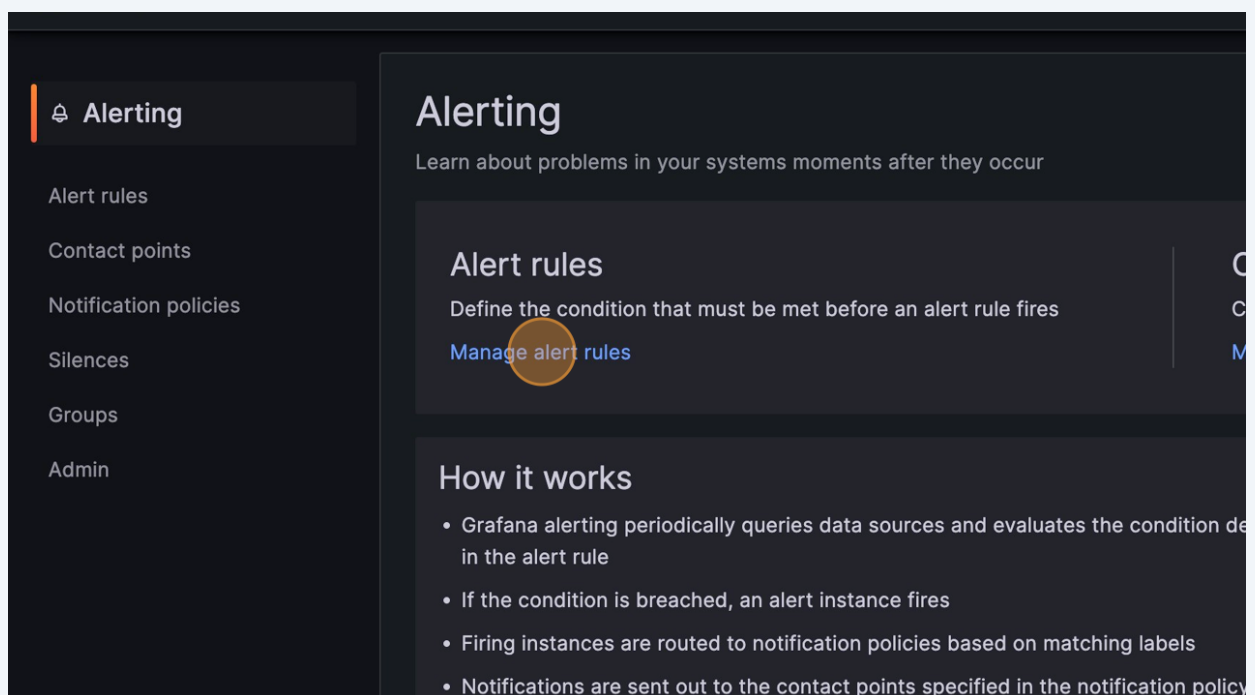 Alerting
Alert rules
Contact points
Notification policies
Silences
Groups
Admin
Alerting
Learn about problems in your systems moments after they occur
Alert rules
Define the condition that must be met before an alert rule fires
Manage alert rules
How it works
• Grafana alerting periodically queries data sources and evaluates the condition de
in the alert rule
• If the condition is breached, an alert instance fires
• Firing instances are routed to notification policies based on matching labels
• Notifications are sent out to the contact points specified in the notification policy